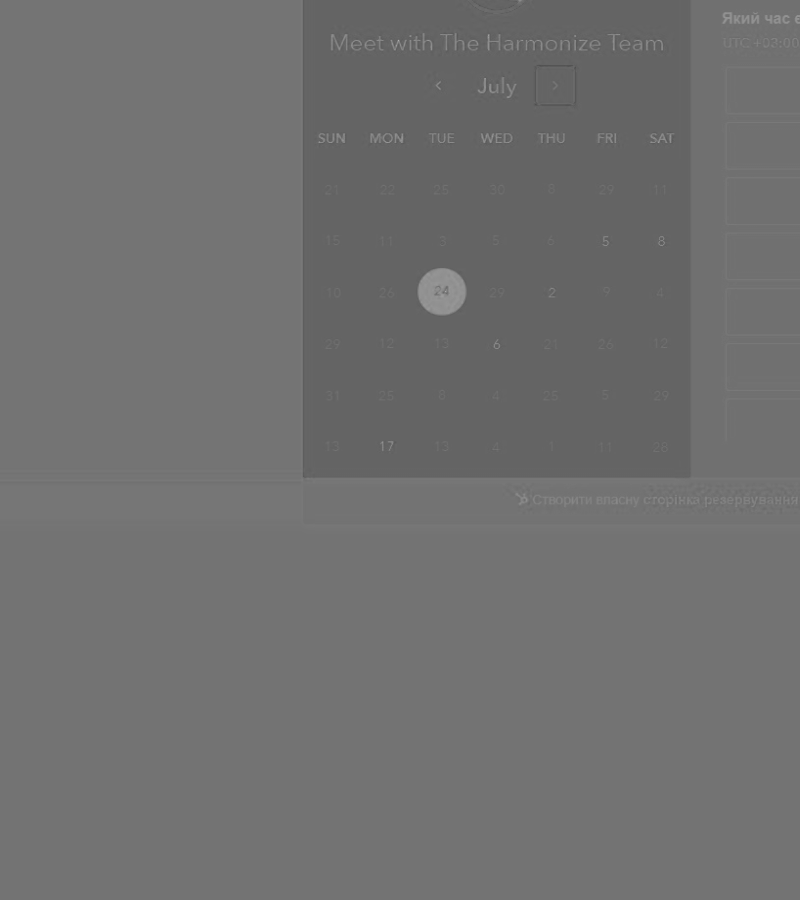 Який час
Meet with The Harmonize Team
UTC +03:00
July
SUN MON TUE WED THU FRI SAT
21 22 25 30 8 29 11
15 11 3 5 6 5 8
10 26 24 29 2 9 4
29 12 13 6 21 26 12
31 25 8 4 25 5 29
13 17 13 4 1 11 28
Створити власну сторінка резервування